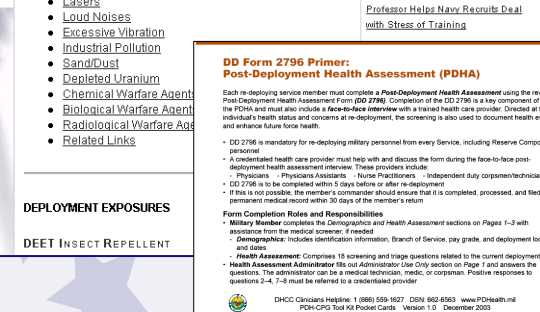 Lasers
Loud Noises
Excessive Vibration
Industrial Pollution
Sand/Dust
Depleted Uranium
Chemical Warfare Agents
Biological Warfare Agents
Radiological Warfare Age
Related Links
DEPLOYMENT EXPOSURES
DEET INSECT REPELLENT
Professor Helps Navy Recruits Deal
with Stress of Training
DD Form 2796 Primer:
Post-Deployment Health Assessment (PDHA)
Each re-deploying service member must complete a Post-Deployment Health Assessment using the
Post-Deployment Health Assessment Form (DD 2796). Completion of the DD 2796 is a key component of
the PDHA and must also include a face-to-face interview with a trained health care provider. Directed at
individual's health status and concerns at re-deployment, the screening is also used to document health
and enhance future force health.
• DD 2796 is mandatory for re-deploying military personnel from every Service, including Reserve
personnel
• A credentialed health care provider must help with and discuss the form during the face-to-face post-
deployment health assessment interview. These providers include:
- Physicians - Physicians Assistants - Nurse Practitioners - Independent duty corpsmen/technicia
• DD 2796 is to be completed within 5 days before or after re-deployment
• If this is not possible, the member's commander should ensure that it is completed, processed, and filed
permanent medical record within 30 days of the member's return
Form Completion Roles and Responsibilities
• Military Member completes the Demographics and Health Assessment sections on Pages 1–3 with
assistance from the medical screener, if needed
- Demographics: Includes identification information, Branch of Service, pay grade, and deployment
and dates
- Health Assessment: Comprises 18 screening and triage questions related to the current deployment
• Health Assessment Administrator fills out Administrator Use Only section on Page 1 and answers the
questions. The administrator can be a medical technician, medic, or corpsman. Positive responses to
questions 2–4, 7–8 must be referred to a credentialed provider
DHCC Clinicians Helpline: 1 (866) 559-1627 DSN: 662-6563 www.PDHealth.mil
PDH-CPG Tool Kit Pocket Cards Version 1.0 December 2003